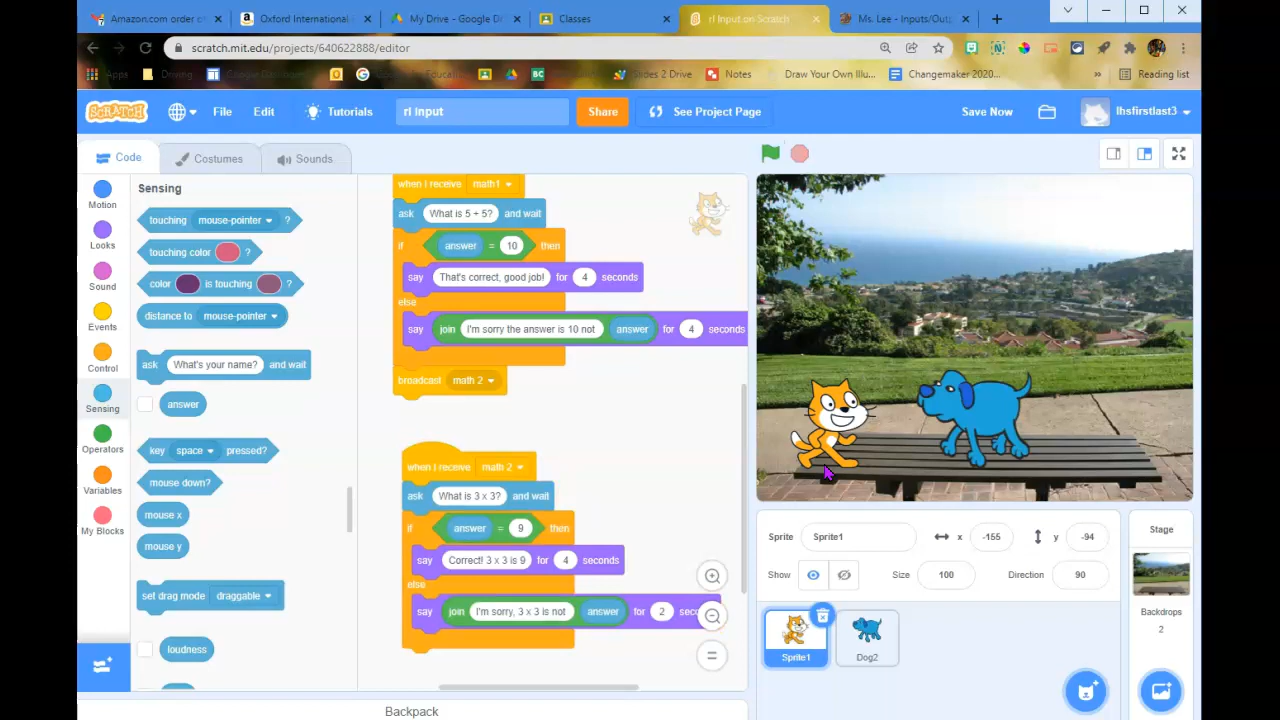 Amazon.com order c
Oxford International
My Drive - Google D
Classes
rl Input on Scratch
Ms. Lee - Inputs/Out
scratch.mit.edu/projects/640622888/editor
Apps
Driving
Google
Education
Slides 2 Drive
Notes
Draw Your Own Illu...
Changemaker 2020...
»
Reading list
SCRATCH
File
Edit
Tutorials
rl Input
Share
See Project Page
Save Now
lhsfirstlast3
Code
Costumes
Sounds
Motion
Looks
Sound
Events
Control
Sensing
Operators
Variables
My Blocks
Sensing
touching mouse-pointer ?
touching color ?
color is touching ?
distance to mouse-pointer
ask What's your name? and wait
answer
key space pressed?
mouse down?
mouse x
mouse y
set drag mode draggable
loudness
when I receive math1
ask What is 5 + 5? and wait
if answer = 10 then
say That's correct, good job! for 4 seconds
else
say join I'm sorry the answer is 10 not answer for 4 seconds
broadcast math 2
when I receive math 2
ask What is 3 x 3? and wait
if answer = 9 then
say Correct! 3 x 3 is 9 for 4 seconds
else
say join I'm sorry, 3 x 3 is not answer for 2 sec
Backpack
Sprite Sprite1 x -155 y -94
Show Size 100 Direction 90
Sprite1
Dog2
Stage
Backdrops
2